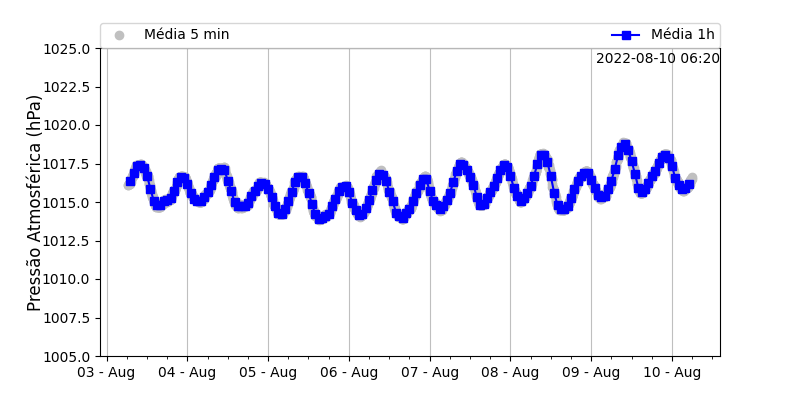 Média 5 min
Média 1h
2022-08-10 06:20
Pressão Atmosférica (hPa)
1025.0
1022.5
1020.0
1017.5
1015.0
1012.5
1010.0
1007.5
1005.0
03 - Aug
04 - Aug
05 - Aug
06 - Aug
07 - Aug
08 - Aug
09 - Aug
10 - Aug